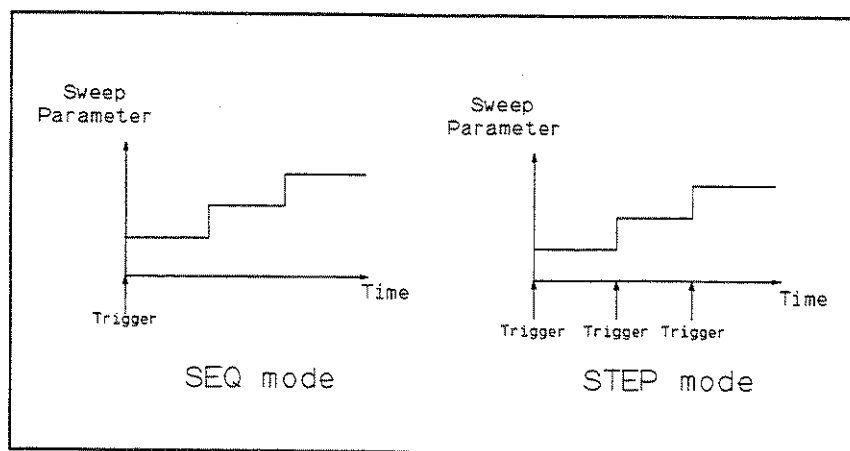 Sweep
Parameter
Time
Trigger
SEQ mode
Sweep
Parameter
Time
Trigger Trigger Trigger
STEP mode